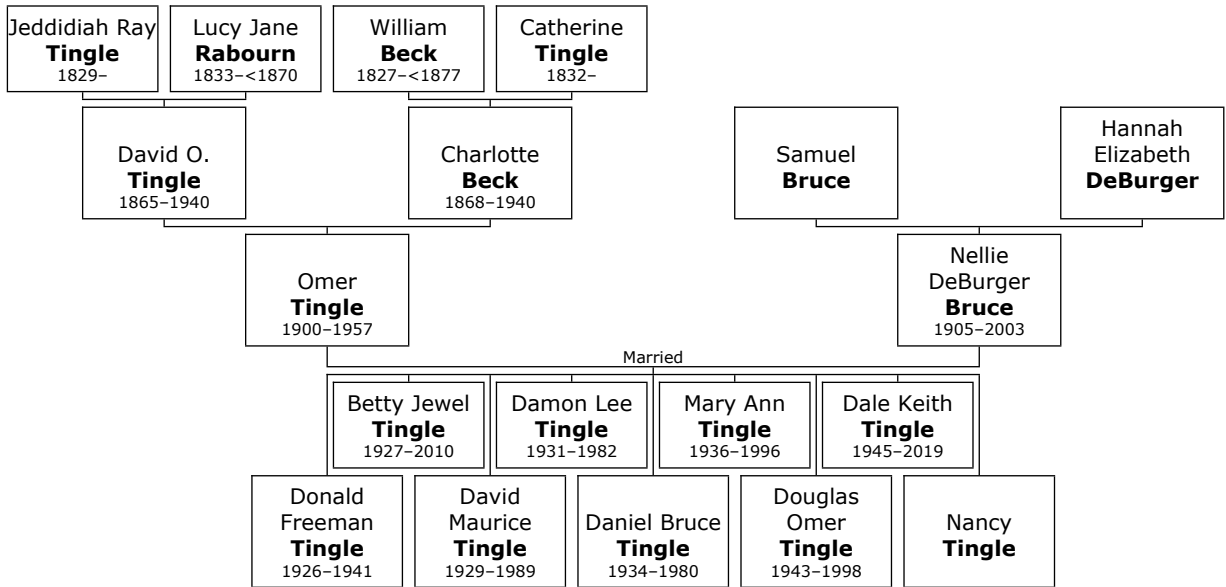 Jeddidiah Ray
Tingle
1829–
Lucy Jane
Rabourn
1833–<1870
William
Beck
1827–<1877
Catherine
Tingle
1832–
David O.
Tingle
1865–1940
Charlotte
Beck
1868–1940
Samuel
Bruce
Hannah
Elizabeth
DeBurger
Omer
Tingle
1900–1957
Nellie
DeBurger
Bruce
1905–2003
Married
Betty Jewel
Tingle
1927–2010
Damon Lee
Tingle
1931–1982
Mary Ann
Tingle
1936–1996
Dale Keith
Tingle
1945–2019
Donald
Freeman
Tingle
1926–1941
David
Maurice
Tingle
1929–1989
Daniel Bruce
Tingle
1934–1980
Douglas
Omer
Tingle
1943–1998
Nancy
Tingle